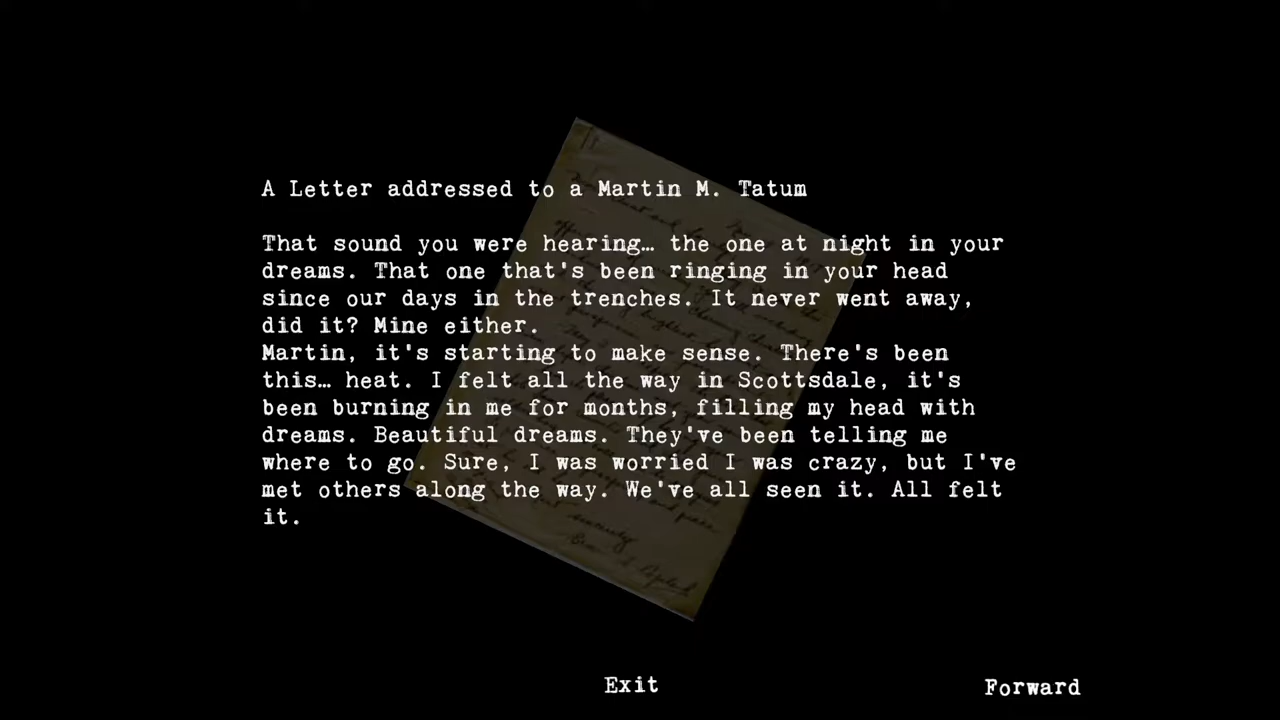 A Letter addressed to a Martin M. Tatum
That sound you were hearing… the one at night in your
dreams. That one that's been ringing in your head
since our days in the trenches. It never went away,
did it? Mine either.
Martin, it's starting to make sense. There's been
this… heat. I felt all the way in Scottsdale, it's
been burning in me for months, filling my head with
dreams. Beautiful dreams. They've been telling me
where to go. Sure, I was worried I was crazy, but I've
met others along the way. We've all seen it. All felt
it.
Exit
Forward